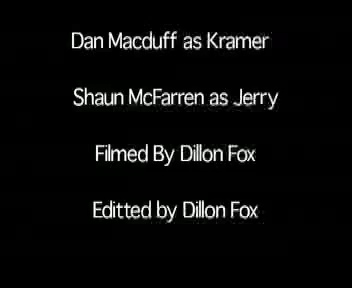 Dan Macduff as Kramer
Shaun McFarren as Jerry
Filmed By Dillon Fox
Editted by Dillon Fox